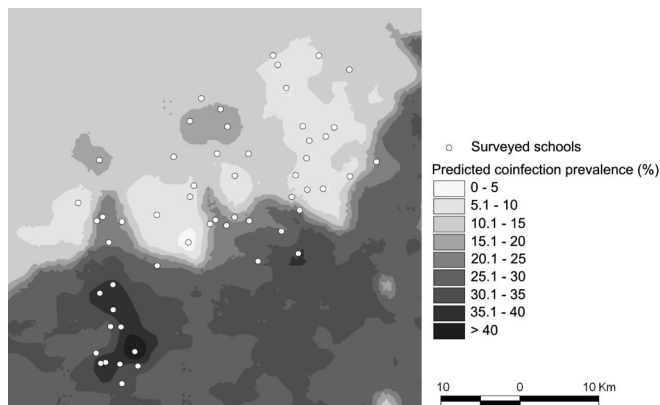 Surveyed schools
Predicted coinfection prevalence (%)
0 - 5
5.1 - 10
10.1 - 15
15.1 - 20
20.1 - 25
25.1 - 30
30.1 - 35
35.1 - 40
> 40
10 0 10 Km